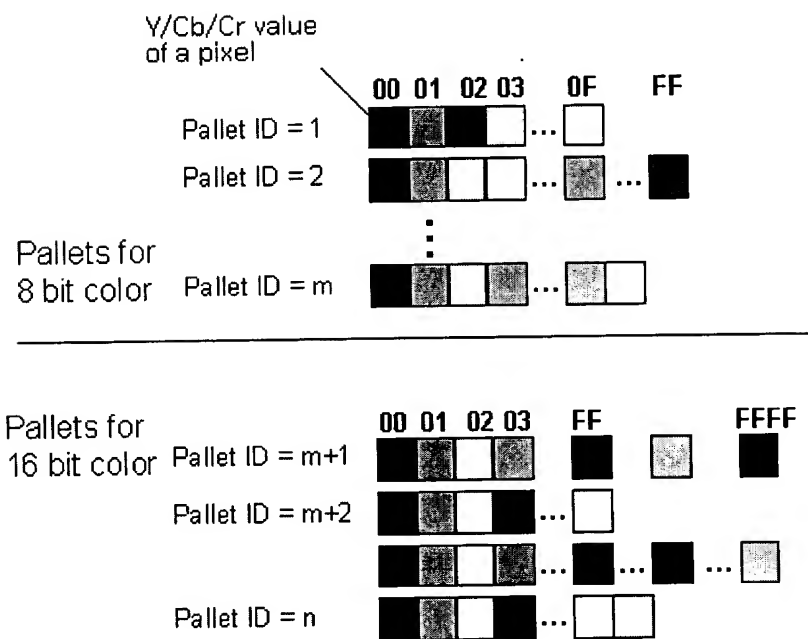 Y/Cb/Cr value
of a pixel
00 01 02 03 0F FF
Pallet ID = 1 ...
Pallet ID = 2 ... ...
Pallets for
8 bit color
Pallet ID = m ...
Pallets for
16 bit color
00 01 02 03 FF FFFF
Pallet ID = m+1
Pallet ID = m+2 ...
... ... ...
Pallet ID = n ...